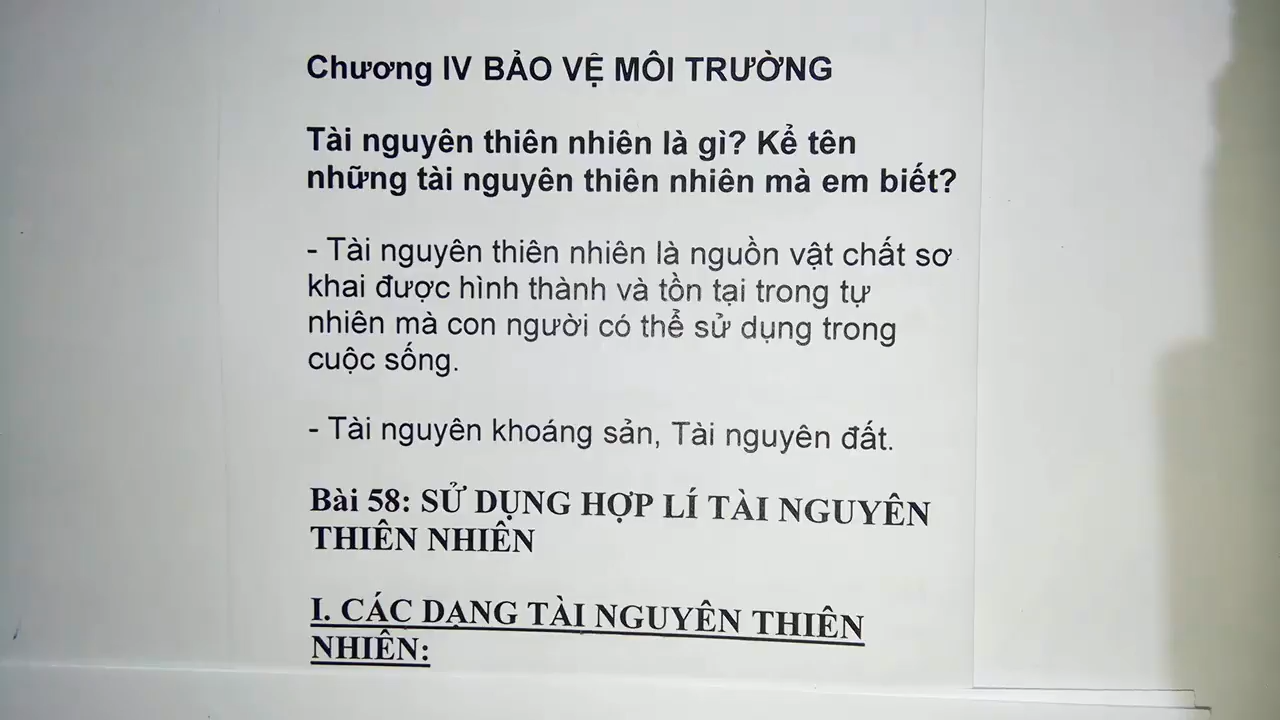 Chương IV BẢO VỆ MÔI TRƯỜNG
Tài nguyên thiên nhiên là gì? Kể tên
những tài nguyên thiên nhiên mà em biết?
- Tài nguyên thiên nhiên là nguồn vật chất sơ
khai được hình thành và tồn tại trong tự
nhiên mà con người có thể sử dụng trong
cuộc sống.
- Tài nguyên khoáng sản, Tài nguyên đất.
Bài 58: SỬ DỤNG HỢP LÍ TÀI NGUYÊN
THIÊN NHIÊN
I. CÁC DẠNG TÀI NGUYÊN THIÊN
NHIÊN: